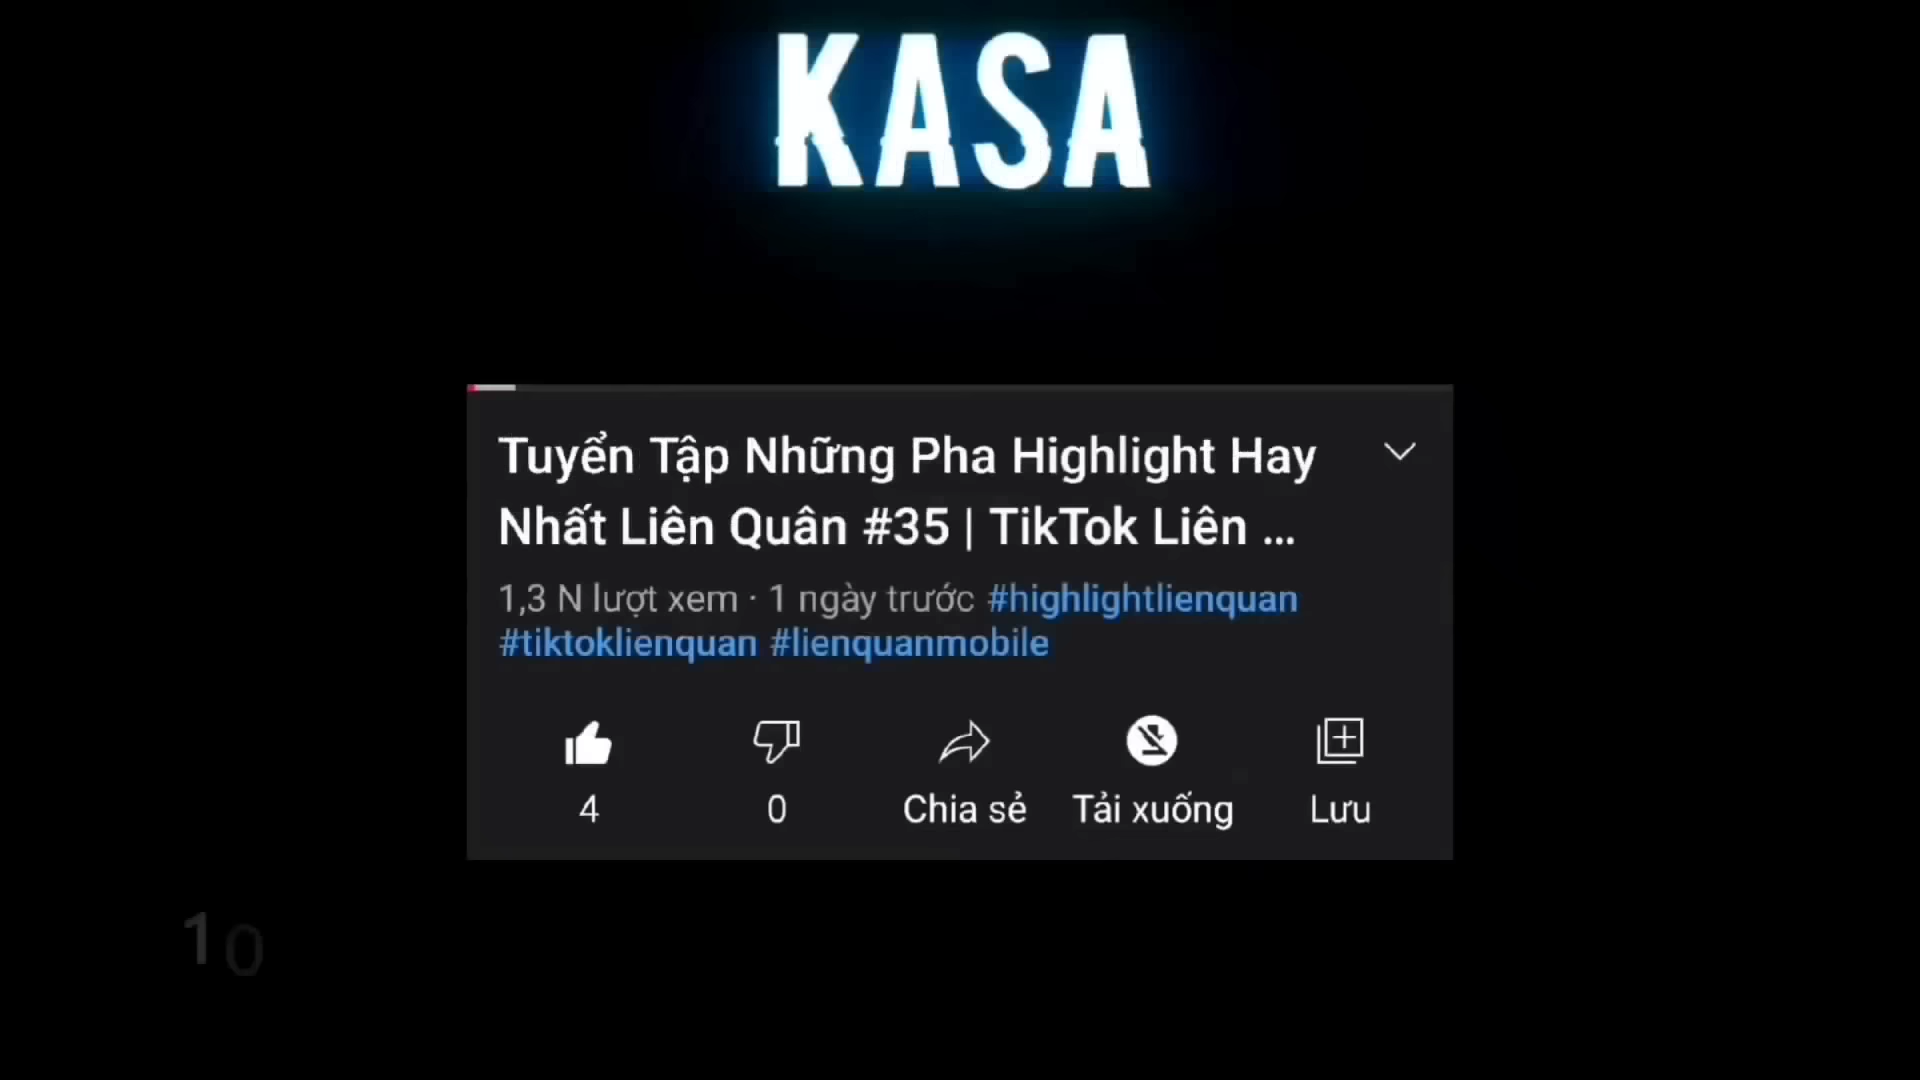 KASA
Tuyển Tập Những Pha Highlight Hay
Nhất Liên Quân #35 | TikTok Liên ...
1,3 N lượt xem · 1 ngày trước #highlightlienquan
#tiktoklienquan #lienquanmobile
4 0 Chia sẻ Tải xuống Lưu
10